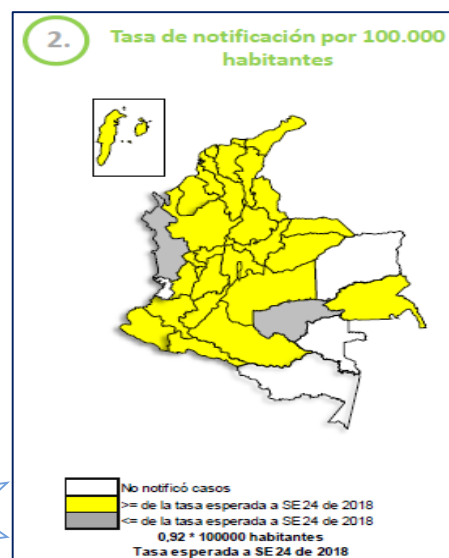 2.
Tasa de notificación por 100.000
habitantes
No notificó casos
>= de la tasa esperada a SE24 de 2018
<= de la tasa esperada a SE24 de 2018
0,92 * 100000 habitantes
Tasa esperada a SE24 de 2018